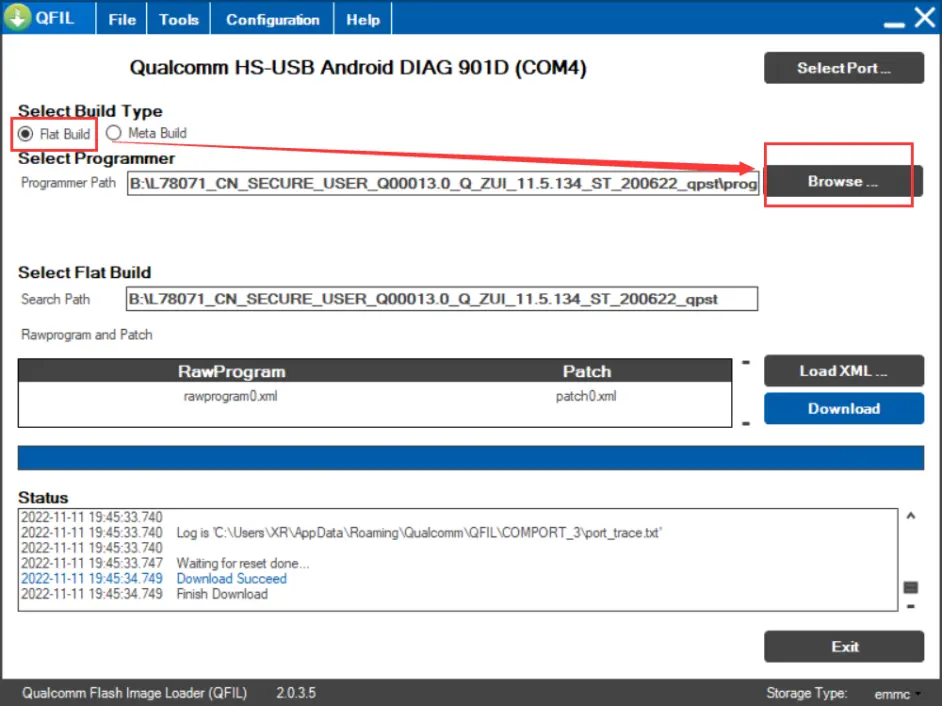 QFIL File Tools Configuration Help
Qualcomm HS-USB Android DIAG 901D (COM4)
Select Port ...
Select Build Type
Flat Build Meta Build
Select Programmer
Programmer Path B:\L78071_CN_SECURE_USER_Q00013.0_Q_ZUI_11.5.134_ST_200622_qpst\prog
Browse ...
Select Flat Build
Search Path B:\L78071_CN_SECURE_USER_Q00013.0_Q_ZUI_11.5.134_ST_200622_qpst
Rawprogram and Patch
RawProgram Patch
rawprogram0.xml patch0.xml
Load XML ...
Download
Status
2022-11-11 19:45:33.740
2022-11-11 19:45:33.740 Log is 'C:\Users\XR\AppData\Roaming\Qualcomm\QFIL\COMPORT_3\port_trace.txt'
2022-11-11 19:45:33.740
2022-11-11 19:45:33.747 Waiting for reset done...
2022-11-11 19:45:34.749 Download Succeed
2022-11-11 19:45:34.749 Finish Download
Exit
Qualcomm Flash Image Loader (QFIL) 2.0.3.5 Storage Type: emmc